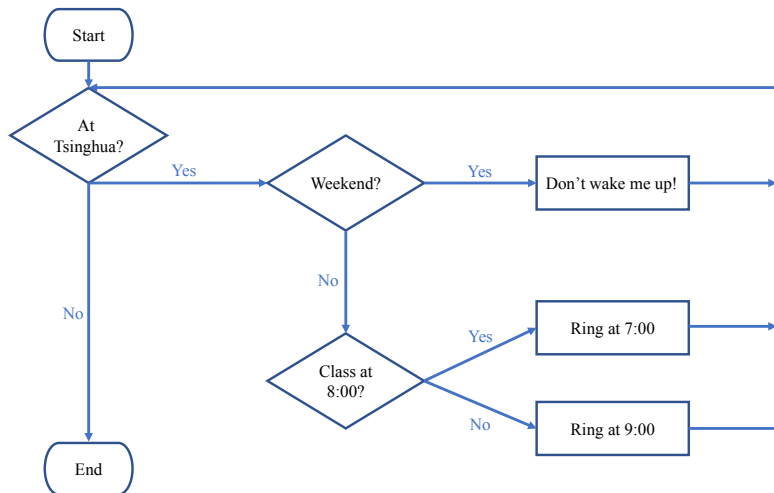 Start
At
Tsinghua?
Yes
Weekend?
Yes
Don’t wake me up!
No
No
Class at
8:00?
Yes
Ring at 7:00
No
Ring at 9:00
End